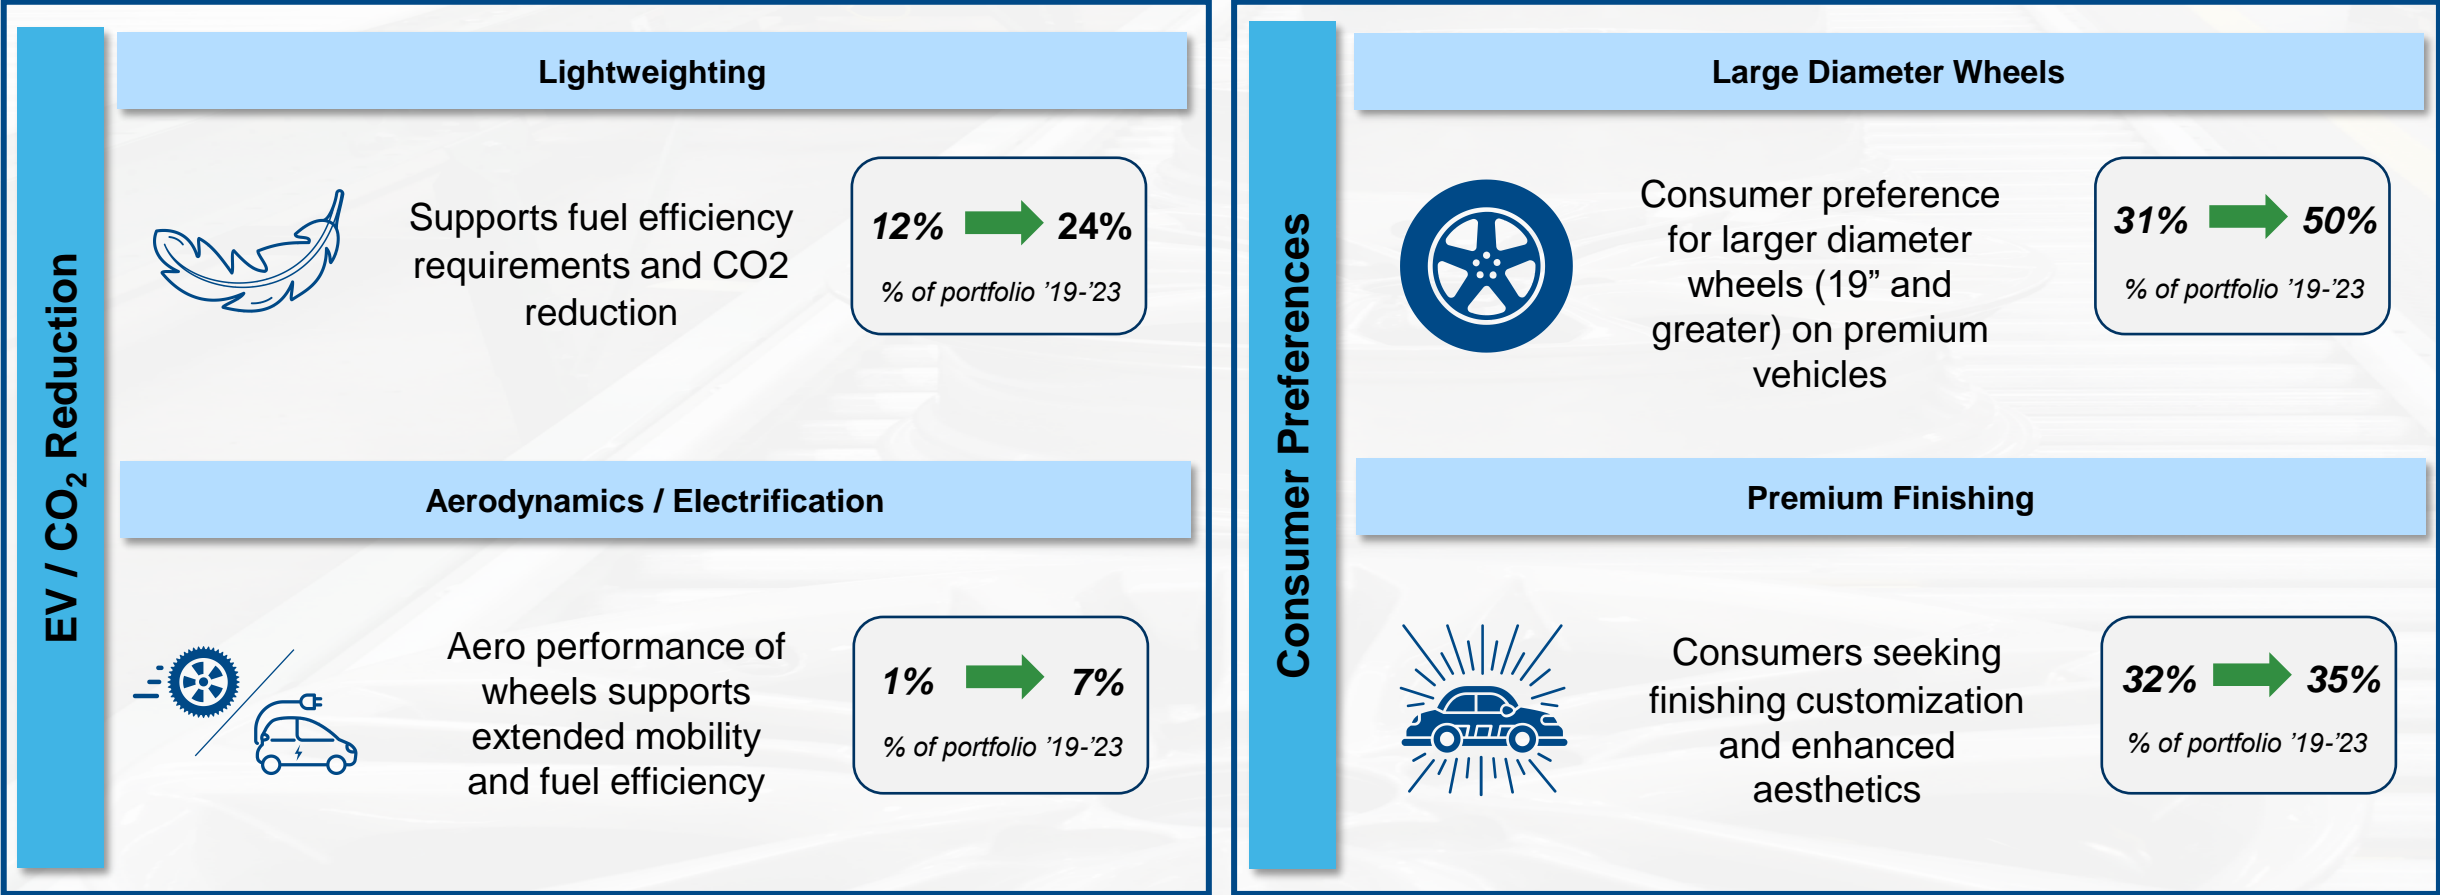 EV / CO₂ Reduction
Lightweighting
Supports fuel efficiency
requirements and CO2
reduction
12% 24%
% of portfolio ’19-’23
Aerodynamics / Electrification
Aero performance of
wheels supports
extended mobility
and fuel efficiency
1% 7%
% of portfolio ’19-’23
Consumer Preferences
Large Diameter Wheels
Consumer preference
for larger diameter
wheels (19” and
greater) on premium
vehicles
31% 50%
% of portfolio ’19-’23
Premium Finishing
Consumers seeking
finishing customization
and enhanced
aesthetics
32% 35%
% of portfolio ’19-’23